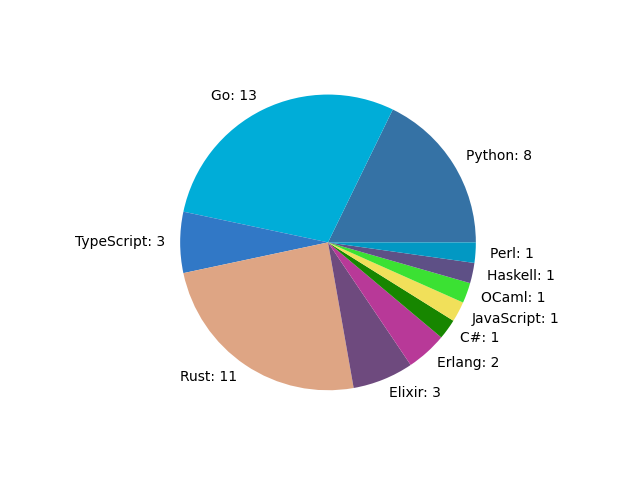 Go: 13
Python: 8
TypeScript: 3
Perl: 1
Haskell: 1
OCaml: 1
JavaScript: 1
C#: 1
Erlang: 2
Rust: 11
Elixir: 3